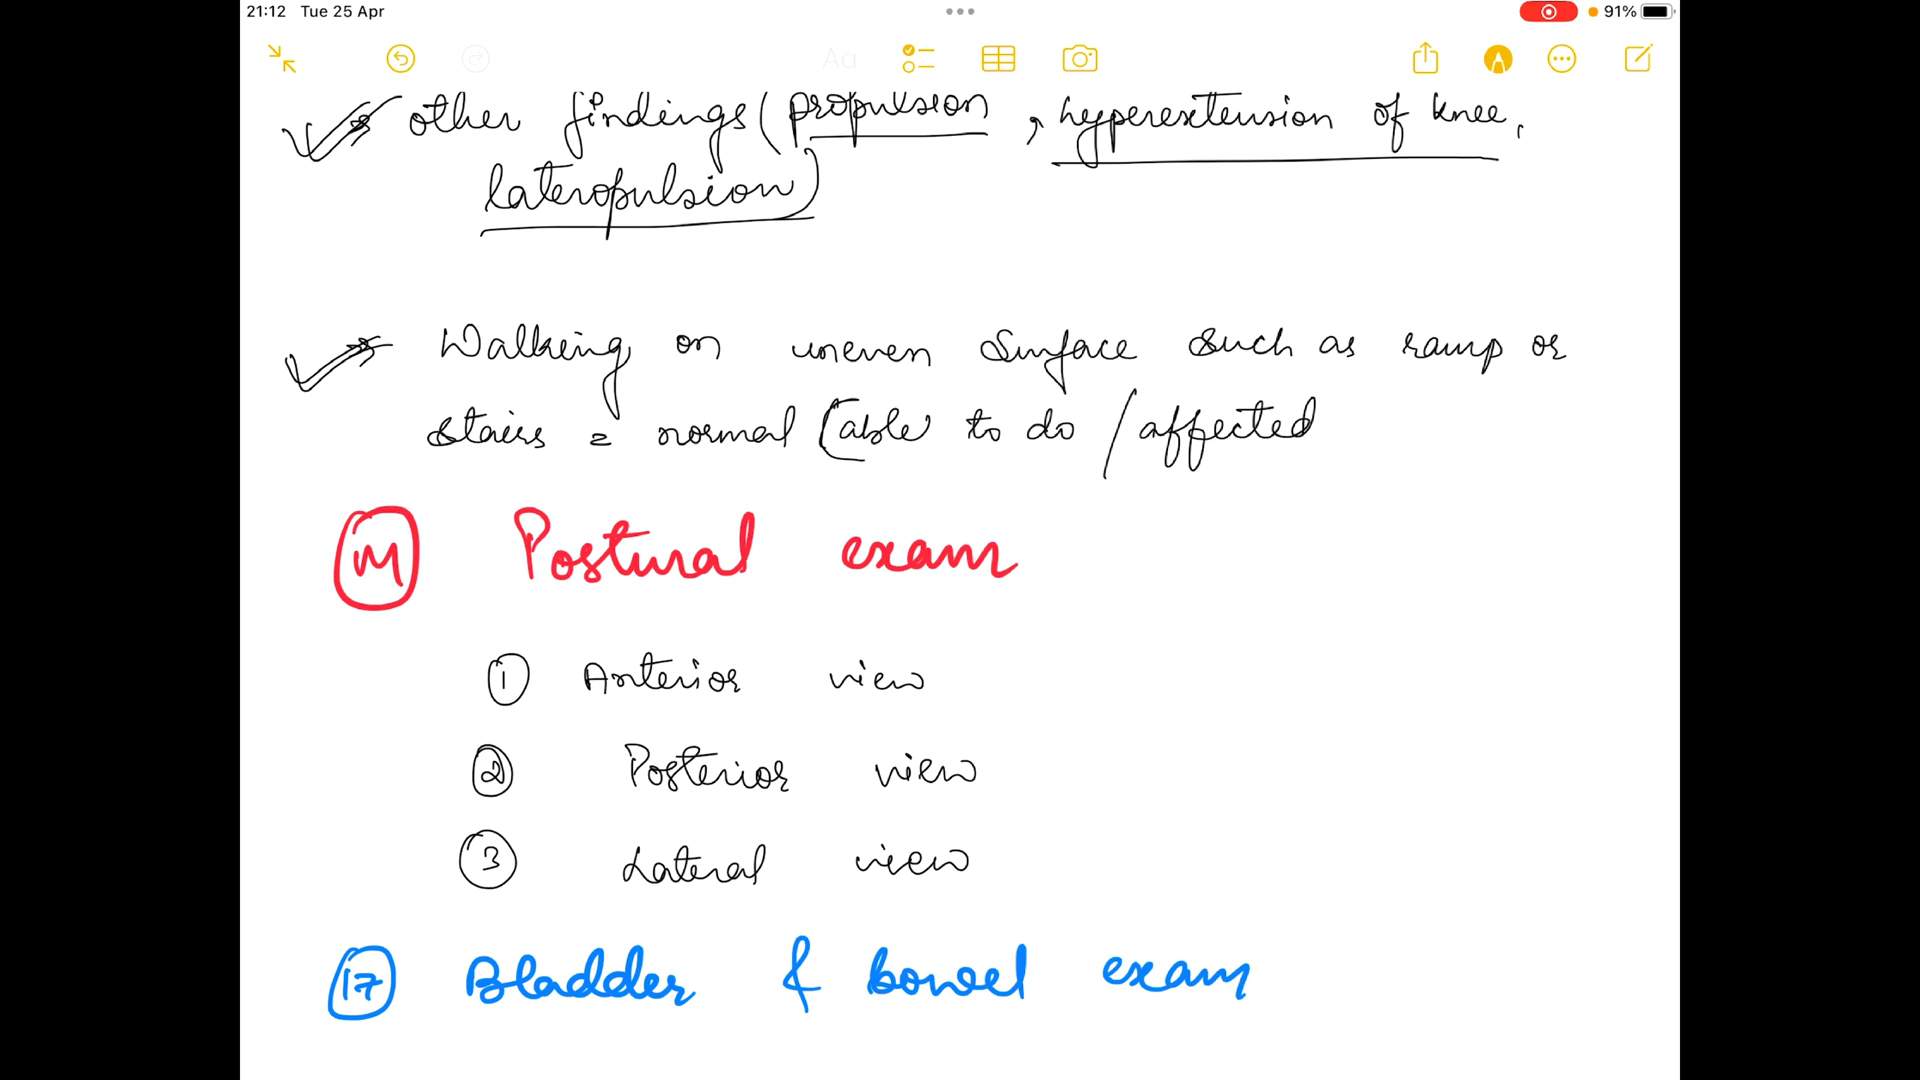 21:12 Tue 25 Apr
91%
Aa
other findings (propulsion, hyperextension of knee,
lateropulsion)
Walking on uneven surface such as ramp or
stairs = normal (able to do / affected
M Postural exam
1 Anterior view
2 Posterior view
3 Lateral view
17 Bladder & bowel exam